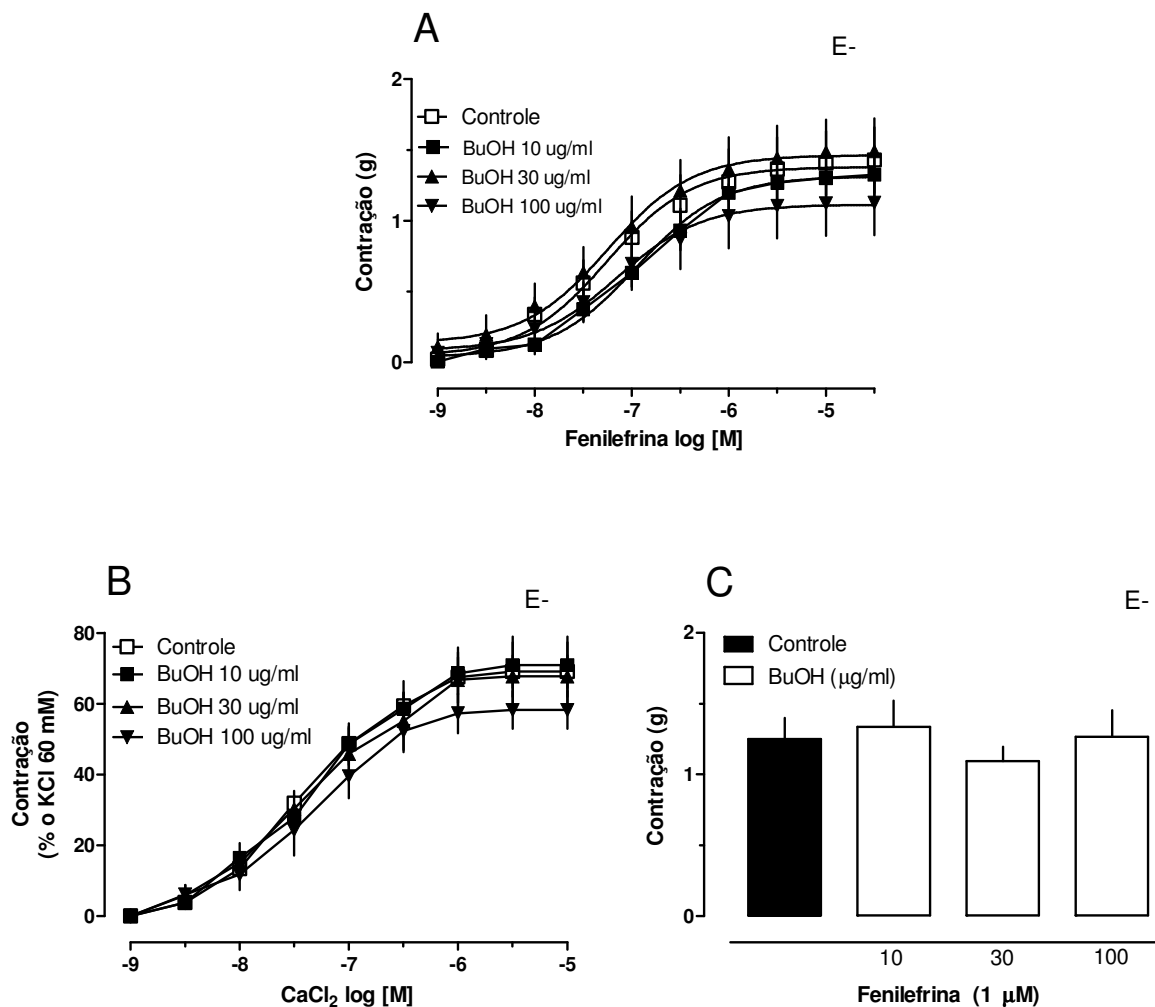 A
E-
2
1
0
Contração (g)
Controle
BuOH 10 ug/ml
BuOH 30 ug/ml
BuOH 100 ug/ml
-9 -8 -7 -6 -5
Fenilefrina log [M]
B
E-
80
60
40
20
0
Contração
(% o KCl 60 mM)
Controle
BuOH 10 ug/ml
BuOH 30 ug/ml
BuOH 100 ug/ml
-9 -8 -7 -6 -5
CaCl₂ log [M]
C
E-
2
1
0
Contração (g)
Controle
BuOH (μg/ml)
10 30 100
Fenilefrina (1 μM)